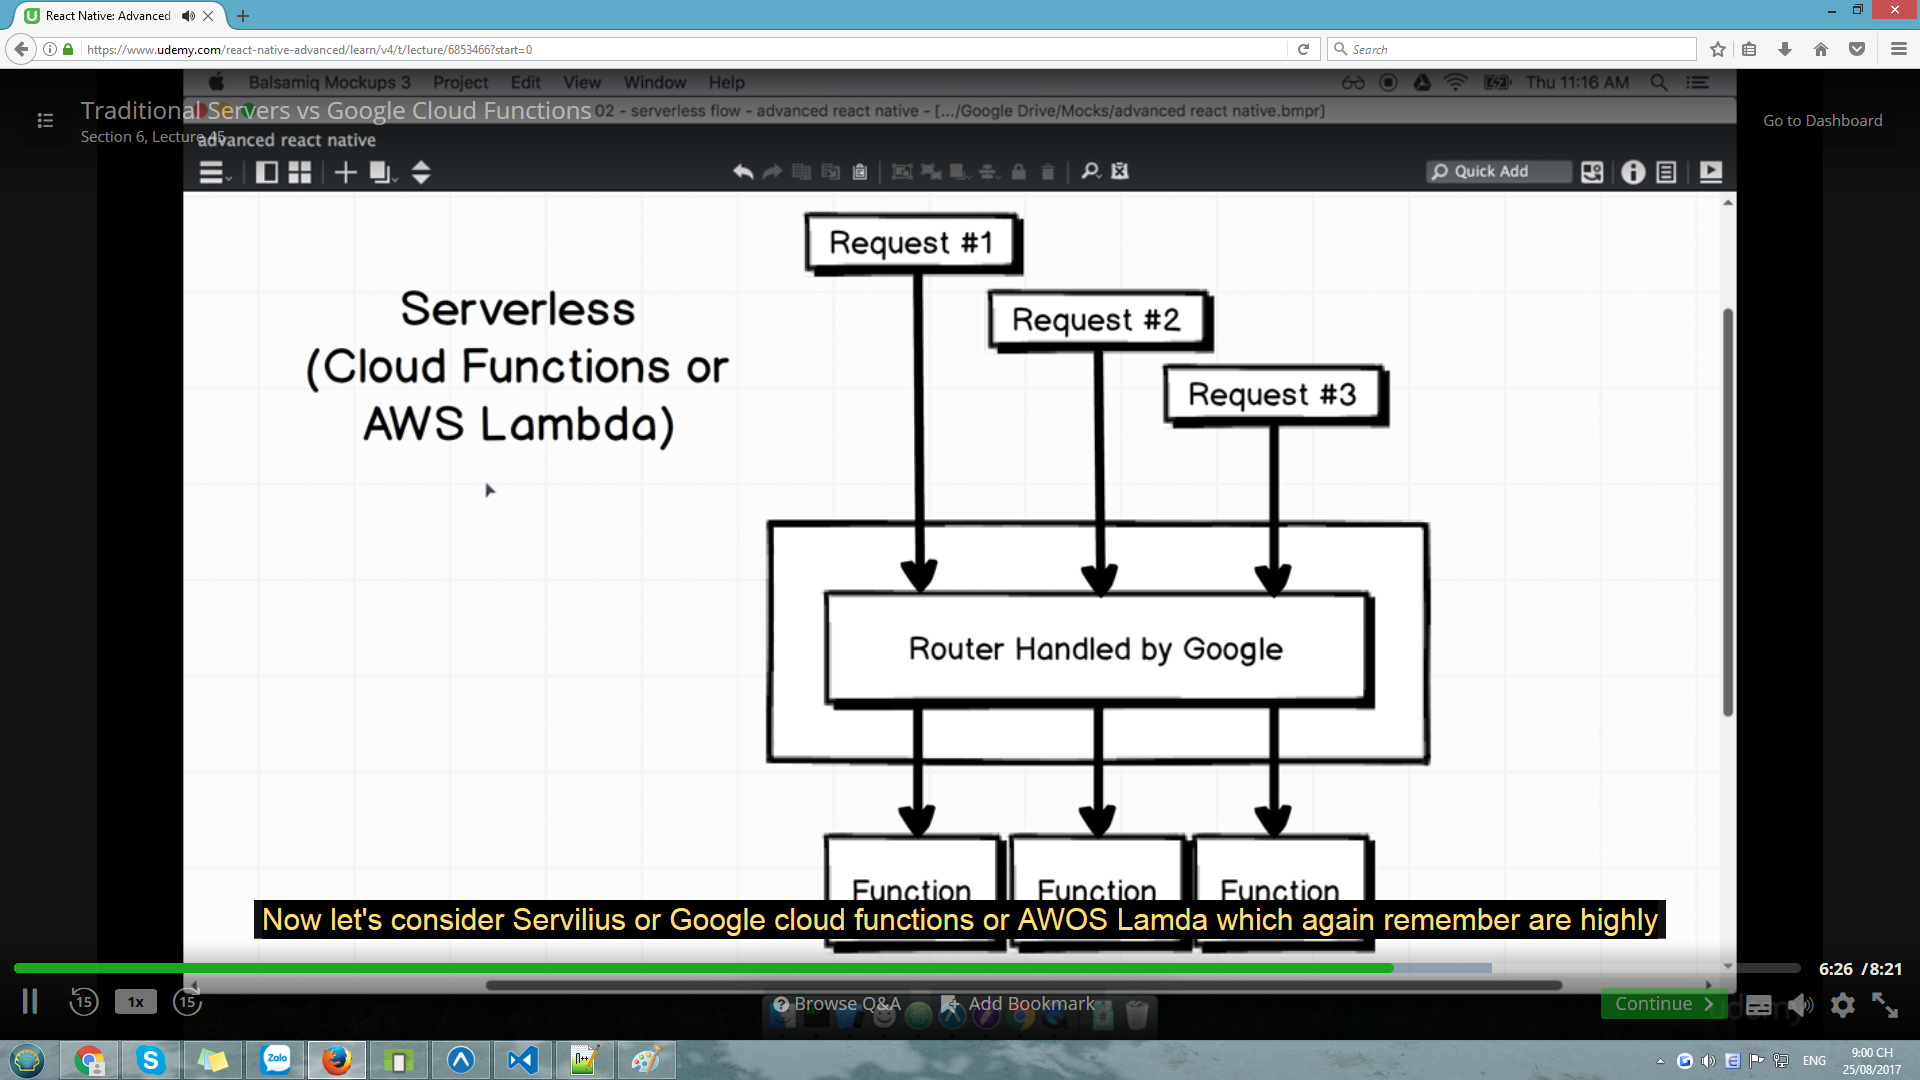 React Native: Advanced
https://www.udemy.com/react-native-advanced/learn/v4/t/lecture/6853466?start=0
Search
Balsamiq Mockups 3 Project Edit View Window Help
Thu 11:16 AM
Traditional Servers vs Google Cloud Functions
02 - serverless flow - advanced react native - [.../Google Drive/Mocks/advanced react native.bmpr]
Section 6, Lecture 45
advanced react native
Go to Dashboard
Quick Add
Request #1
Request #2
Request #3
Serverless
(Cloud Functions or
AWS Lambda)
Router Handled by Google
Function Function Function
Now let's consider Servilius or Google cloud functions or AWOS Lamda which again remember are highly
6:26 / 8:21
15 1x 15
Browse Q&A Add Bookmark
Continue
Zalo
ENG
9:00 CH
25/08/2017